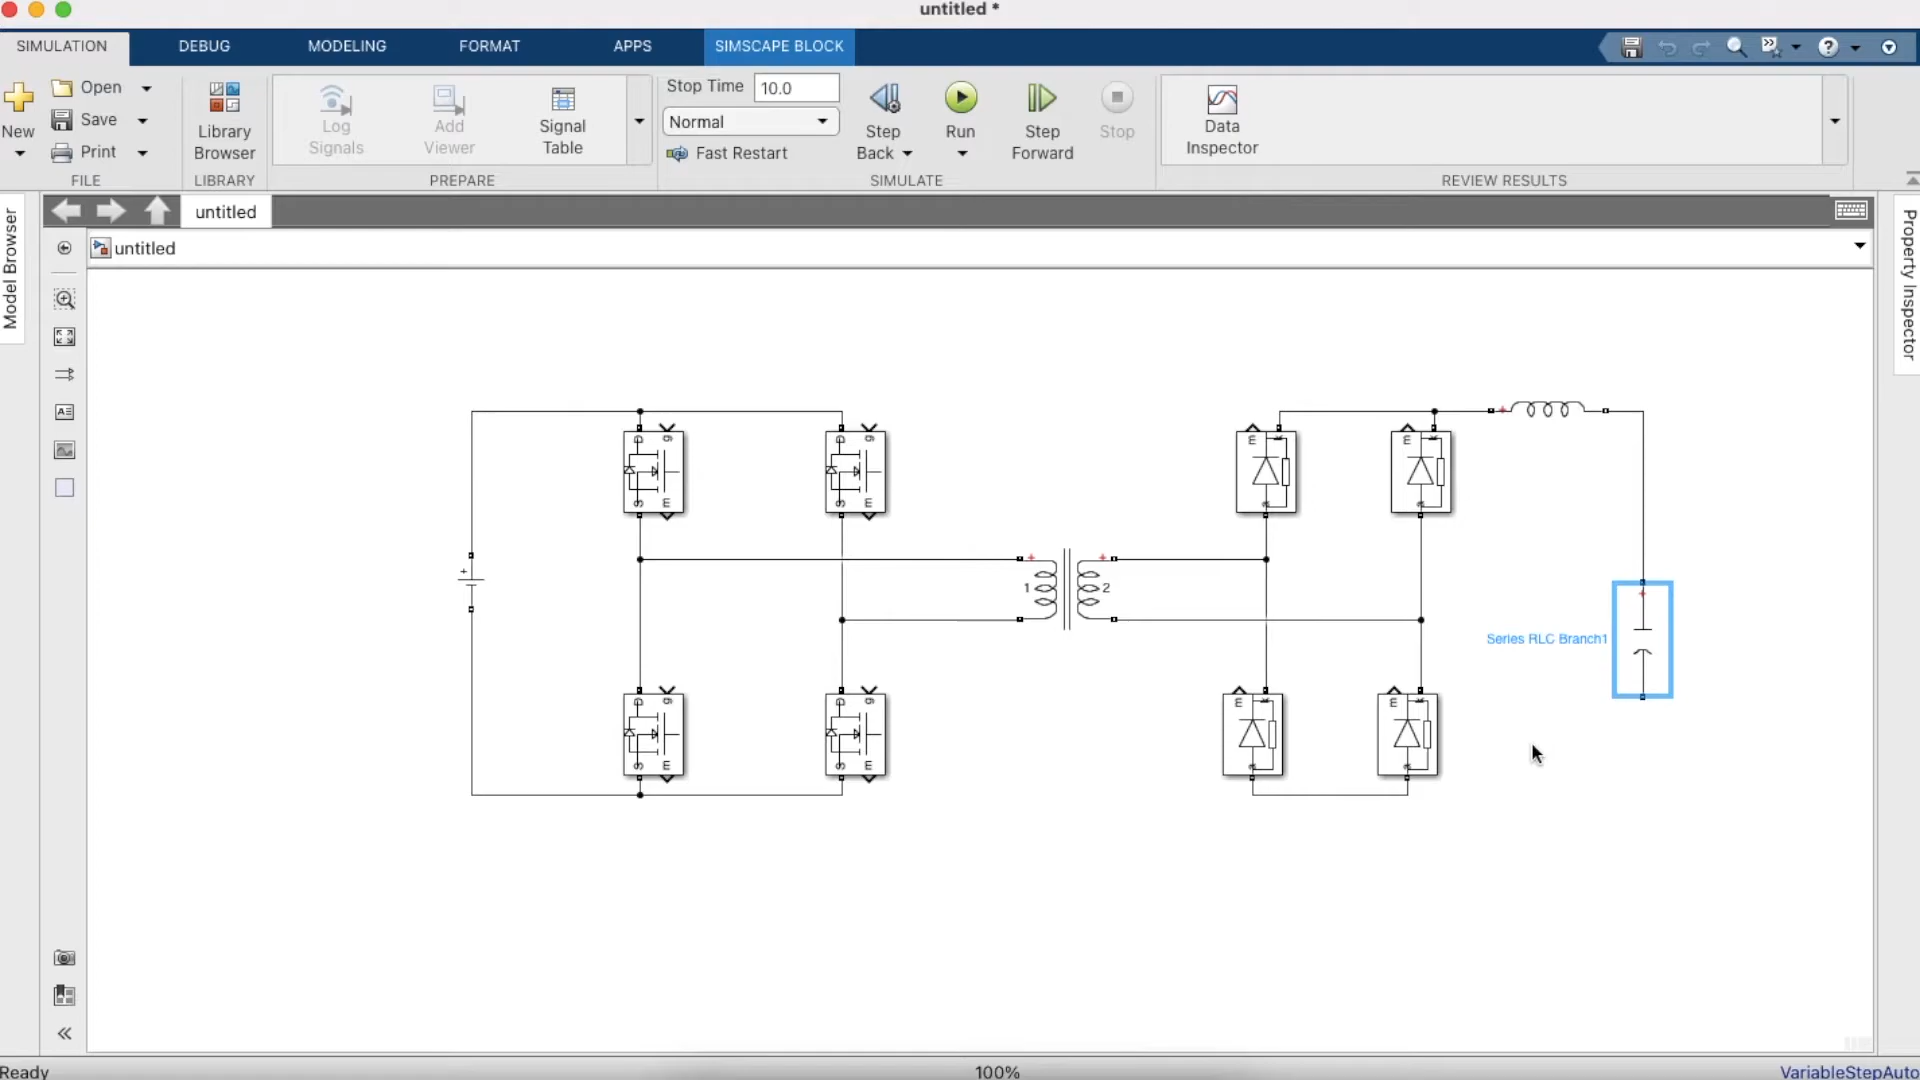 untitled *
SIMULATION DEBUG MODELING FORMAT APPS SIMSCAPE BLOCK
New
Open
Save
Print
FILE
Library Browser
LIBRARY
Log Signals
Add Viewer
Signal Table
PREPARE
Stop Time 10.0
Normal
Fast Restart
Step Back
Run
Step Forward
Stop
SIMULATE
Data Inspector
REVIEW RESULTS
Model Browser
untitled
untitled
Property Inspector
D g
S m
D g
S m
m k
a
m k
a
+
+
+
+
1
2
Series RLC Branch1
+
D g
S m
D g
S m
m k
a
m k
a
Ready 100% VariableStepAuto